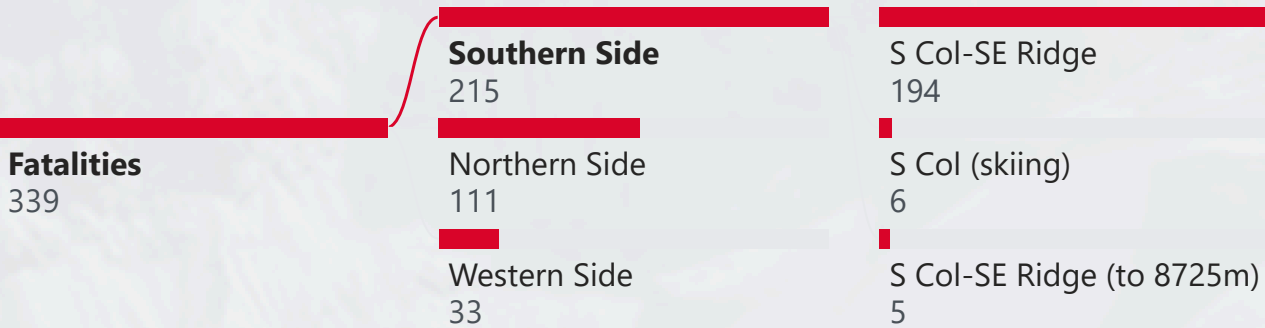 Fatalities
339
Southern Side
215
Northern Side
111
Western Side
33
S Col-SE Ridge
194
S Col (skiing)
6
S Col-SE Ridge (to 8725m)
5